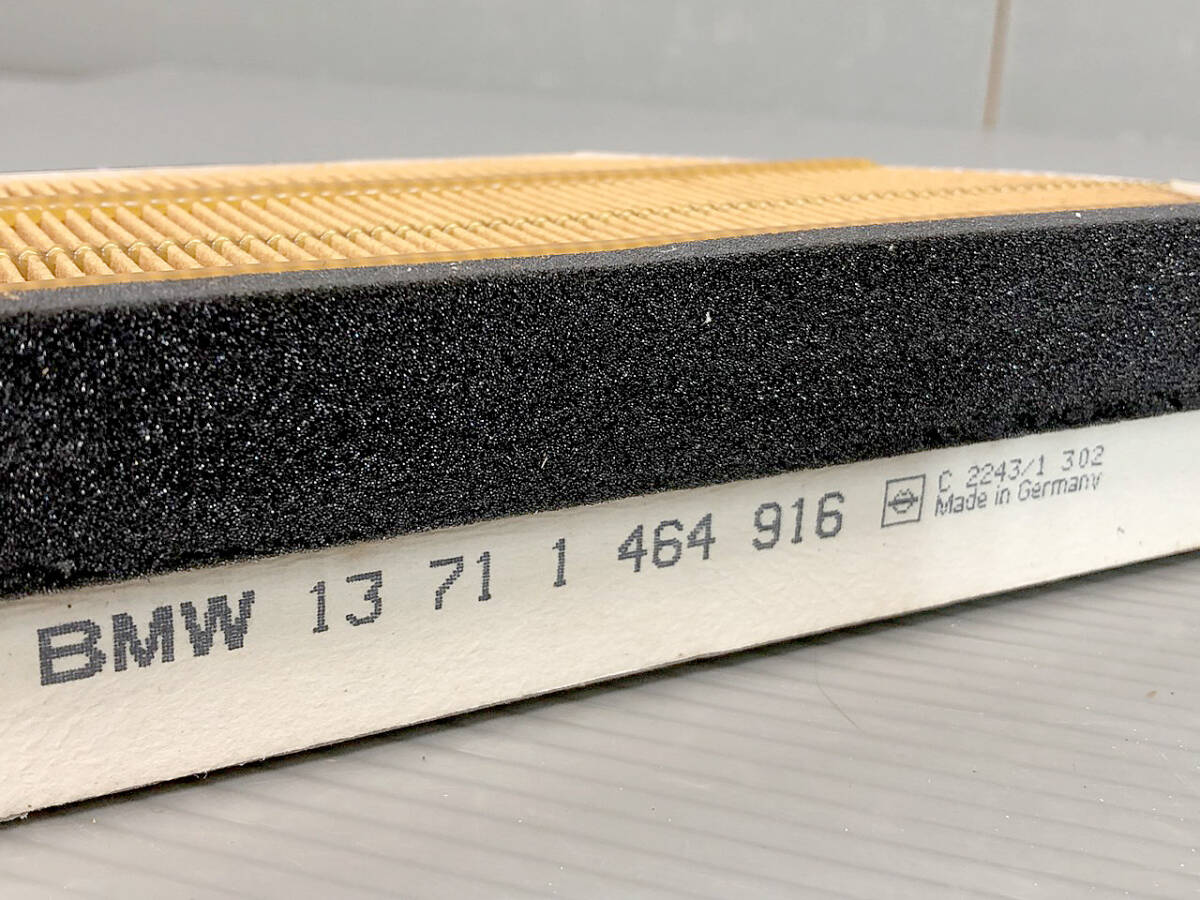 BMW 13 71 1 464 916
C 2243/1 302
Made in Germany